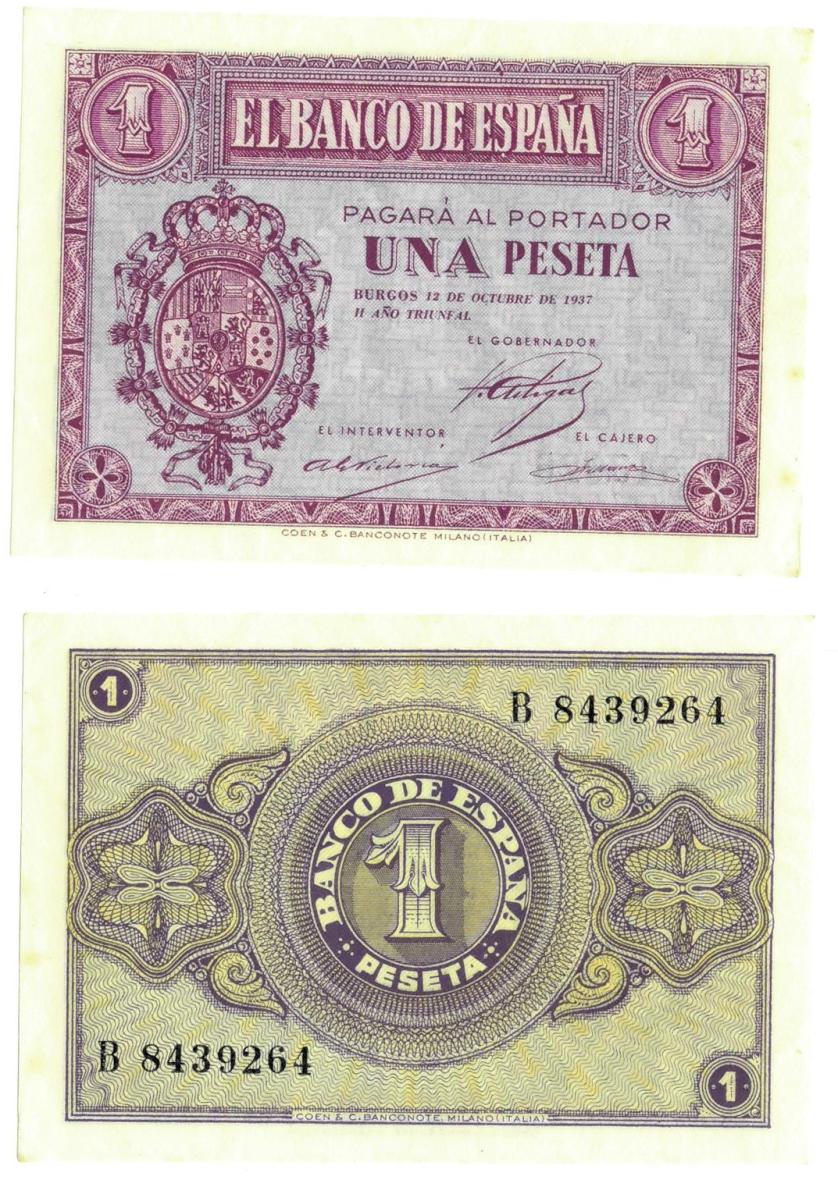 1 EL BANCO DE ESPAÑA 1
PAGARÁ AL PORTADOR
UNA PESETA
BURGOS 12 DE OCTUBRE DE 1937
II AÑO TRIUNFAL
EL GOBERNADOR
EL INTERVENTOR
EL CAJERO
COEN & C. BANCONOTE MILANO (ITALIA)
1
B 8439264
BANCO DE ESPAÑA
1
PESETA
B 8439264
1
COEN & C. BANCONOTE, MILANO (ITALIA)